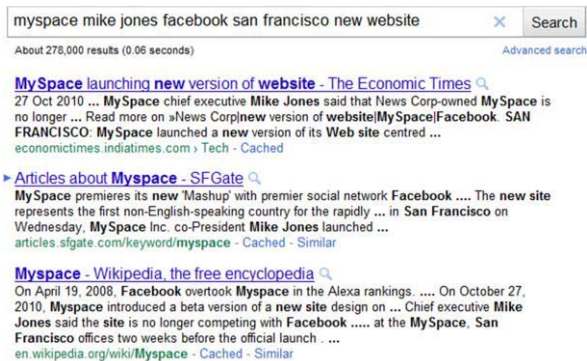 myspace mike jones facebook san francisco new website × Search
About 278,000 results (0.06 seconds) Advanced search
MySpace launching new version of website - The Economic Times
27 Oct 2010 ... MySpace chief executive Mike Jones said that News Corp-owned MySpace is
no longer ... Read more on »News Corp|new version of website|MySpace|Facebook. SAN
FRANCISCO: MySpace launched a new version of its Web site centred ...
economictimes.indiatimes.com › Tech - Cached
Articles about Myspace - SFGate
MySpace premieres its new 'Mashup' with premier social network Facebook .... The new site
represents the first non-English-speaking country for the rapidly ... in San Francisco on
Wednesday, MySpace Inc. co-President Mike Jones launched ...
articles.sfgate.com/keyword/myspace - Cached - Similar
Myspace - Wikipedia, the free encyclopedia
On April 19, 2008, Facebook overtook Myspace in the Alexa rankings. .... On October 27,
2010, Myspace introduced a beta version of a new site design on ... Chief executive Mike
Jones said the site is no longer competing with Facebook ..... at the MySpace, San
Francisco offices two weeks before the official launch . ...
en.wikipedia.org/wiki/Myspace - Cached - Similar